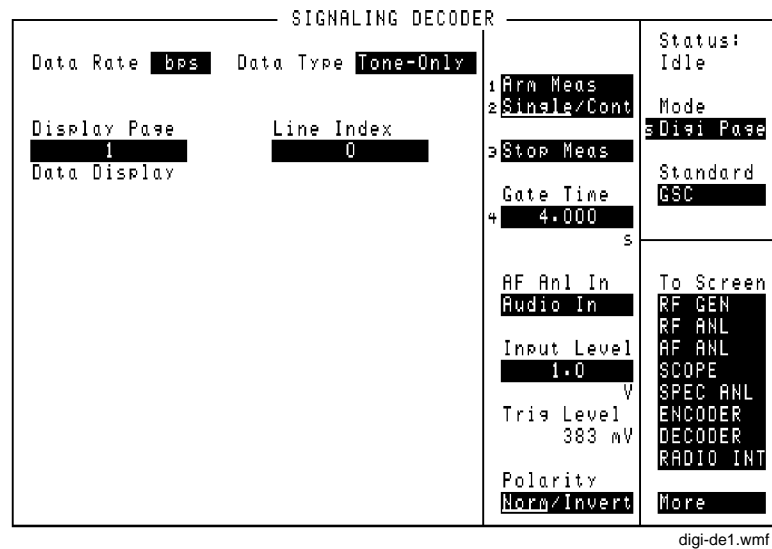 SIGNALING DECODER
Data Rate bps Data Type Tone-Only
Display Page Line Index
1 0
Data Display
1 Arm Meas
2 Single/Cont
3 Stop Meas
Gate Time
4 4.000
s
AF Anl In
Audio In
Input Level
1.0
V
Trig Level
383 mV
Polarity
Norm/Invert
Status:
Idle
Mode
s Digi Page
Standard
GSC
To Screen
RF GEN
RF ANL
AF ANL
SCOPE
SPEC ANL
ENCODER
DECODER
RADIO INT
More
digi-de1.wmf